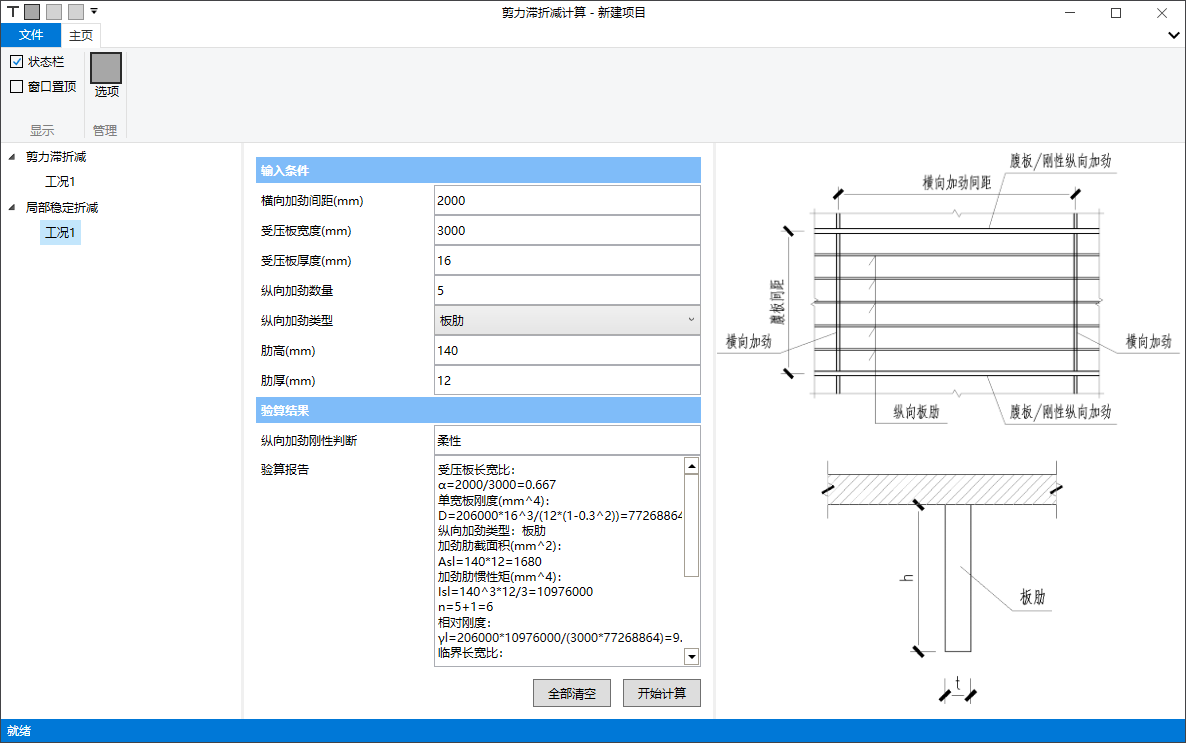 剪力滞折减计算 - 新建项目
文件
主页
状态栏
窗口置顶
选项
显示
管理
剪力滞折减
工况1
局部稳定折减
工况1
输入条件
横向加劲间距(mm)
2000
受压板宽度(mm)
3000
受压板厚度(mm)
16
纵向加劲数量
5
纵向加劲类型
板肋
肋高(mm)
140
肋厚(mm)
12
验算结果
纵向加劲刚性判断
柔性
验算报告
受压板长宽比:
α=2000/3000=0.667
单宽板刚度(mm^4):
D=206000*16^3/(12*(1-0.3^2))=77268864
纵向加劲类型: 板肋
加劲肋截面积(mm^2):
Asl=140*12=1680
加劲肋惯性矩(mm^4):
Isl=140^3*12/3=10976000
n=5+1=6
相对刚度:
γl=206000*10976000/(3000*77268864)=9.
临界长宽比:
全部清空
开始计算
腹板/刚性纵向加劲
横向加劲间距
腹板间距
横向加劲
横向加劲
纵向板肋
腹板/刚性纵向加劲
h
板肋
t
就绪